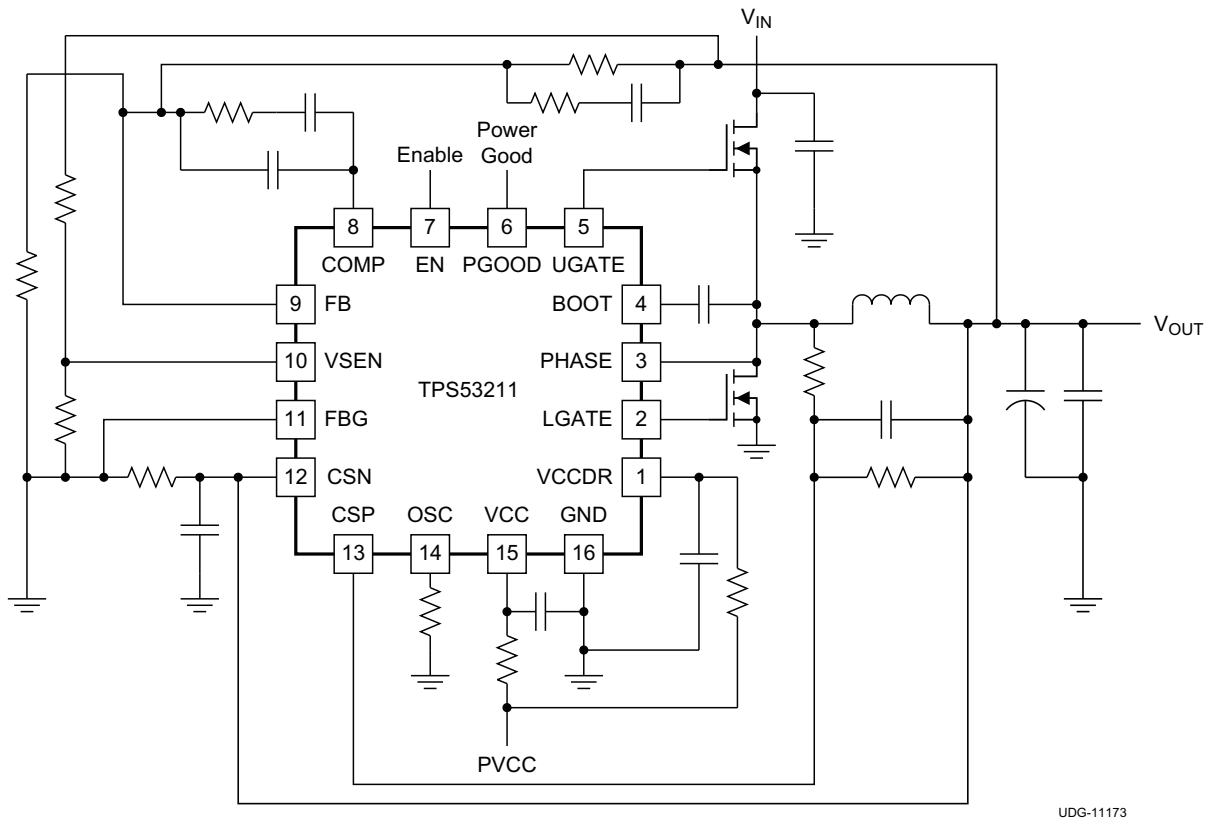 VIN
Power
Good
Enable
8
7
6
5
COMP
EN
PGOOD
UGATE
9
FB
BOOT
4
VOUT
10
VSEN
PHASE
3
TPS53211
11
FBG
LGATE
2
12
CSN
VCCDR
1
CSP
OSC
VCC
GND
13
14
15
16
PVCC
UDG-11173